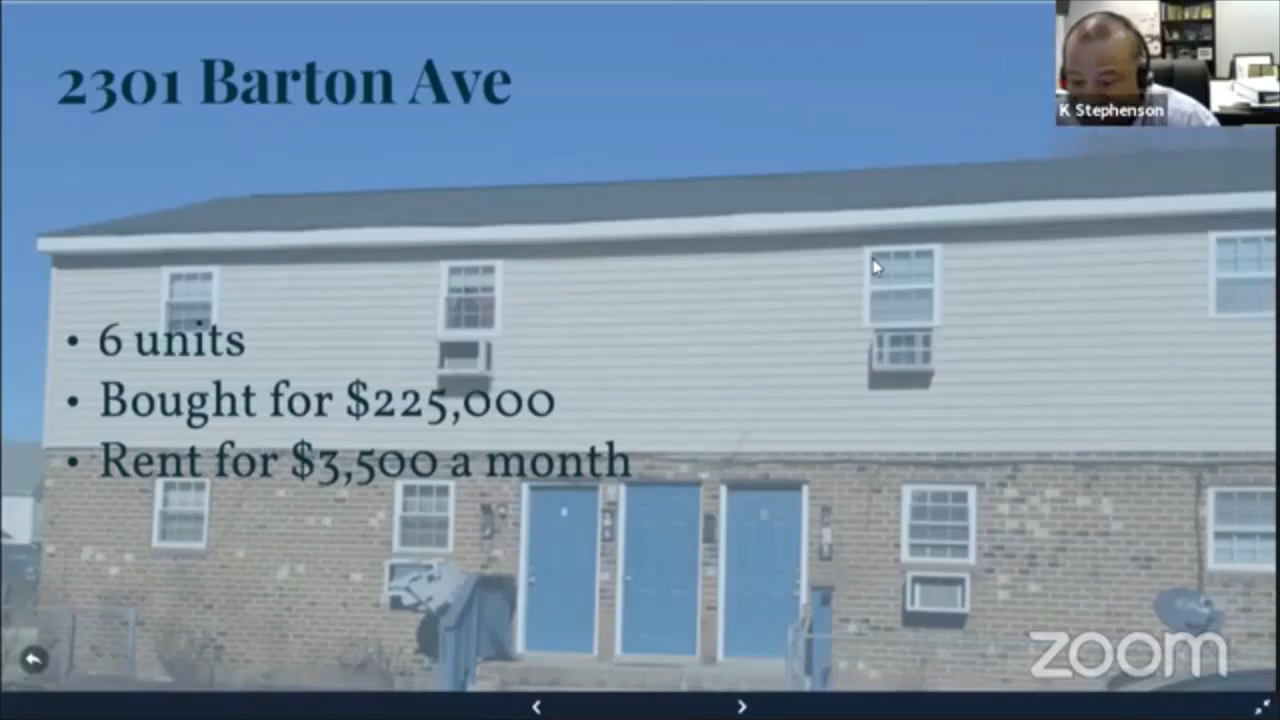 2301 Barton Ave
K Stephenson
• 6 units
• Bought for $225,000
• Rent for $3,500 a month
zoom